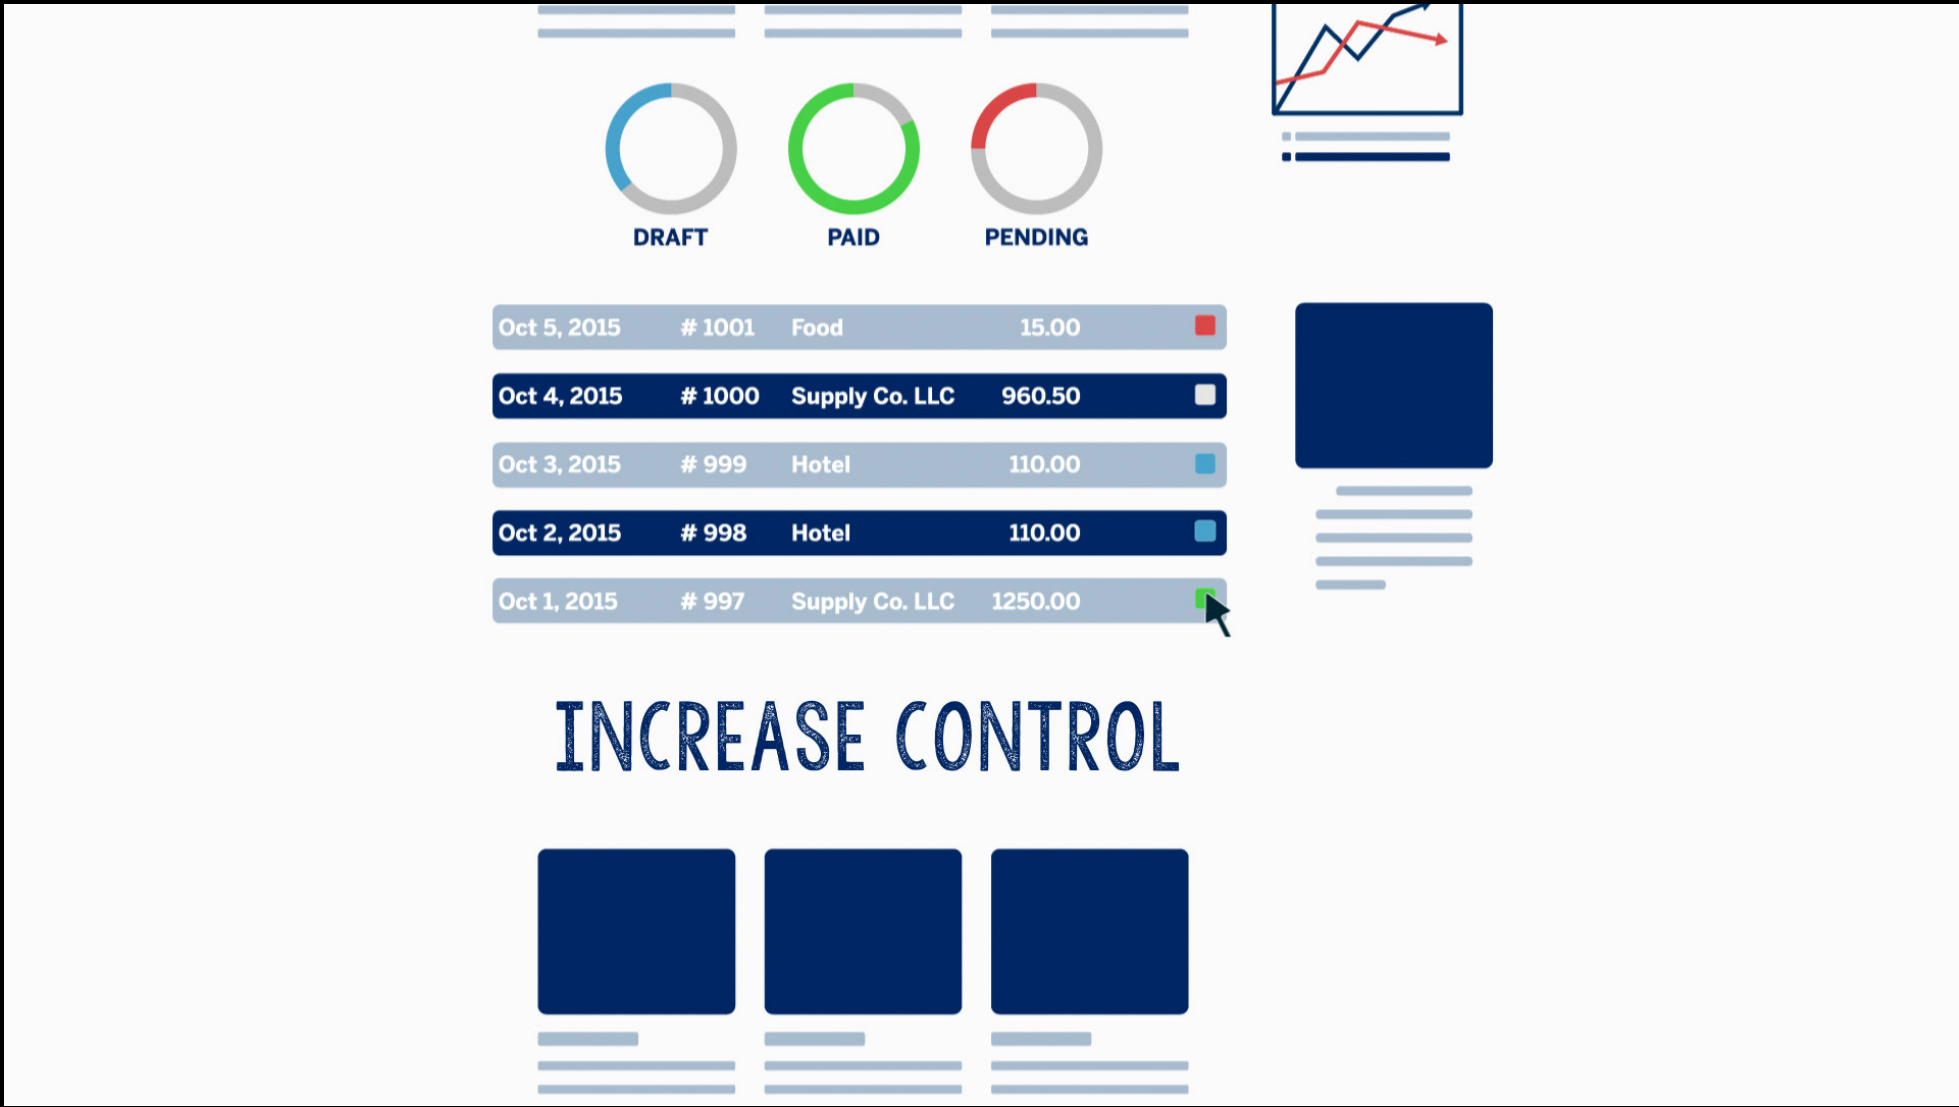 DRAFT PAID PENDING
Oct 5, 2015 # 1001 Food 15.00
Oct 4, 2015 # 1000 Supply Co. LLC 960.50
Oct 3, 2015 # 999 Hotel 110.00
Oct 2, 2015 # 998 Hotel 110.00
Oct 1, 2015 # 997 Supply Co. LLC 1250.00
INCREASE CONTROL